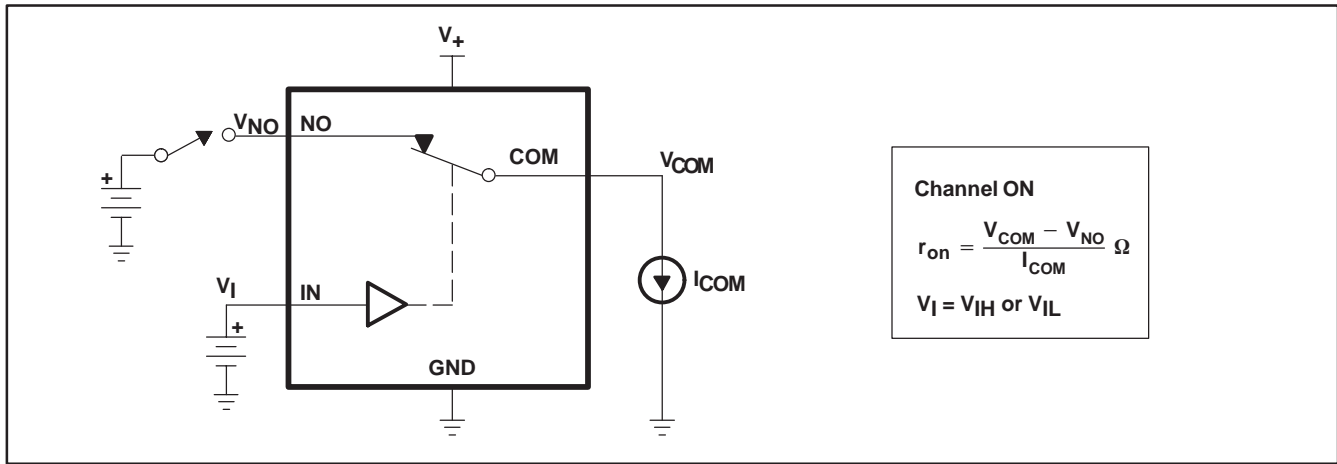 V+
VNO
NO
COM
VCOM
+
ICOM
VI
IN
+
GND
Channel ON
ron = VCOM − VNO / ICOM Ω
VI = VIH or VIL